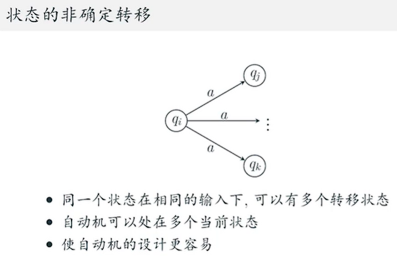 状态的非确定转移
q_j
a
q_i
a
⋮
a
q_k
• 同一个状态在相同的输入下, 可以有多个转移状态
• 自动机可以处在多个当前状态
• 使自动机的设计更容易